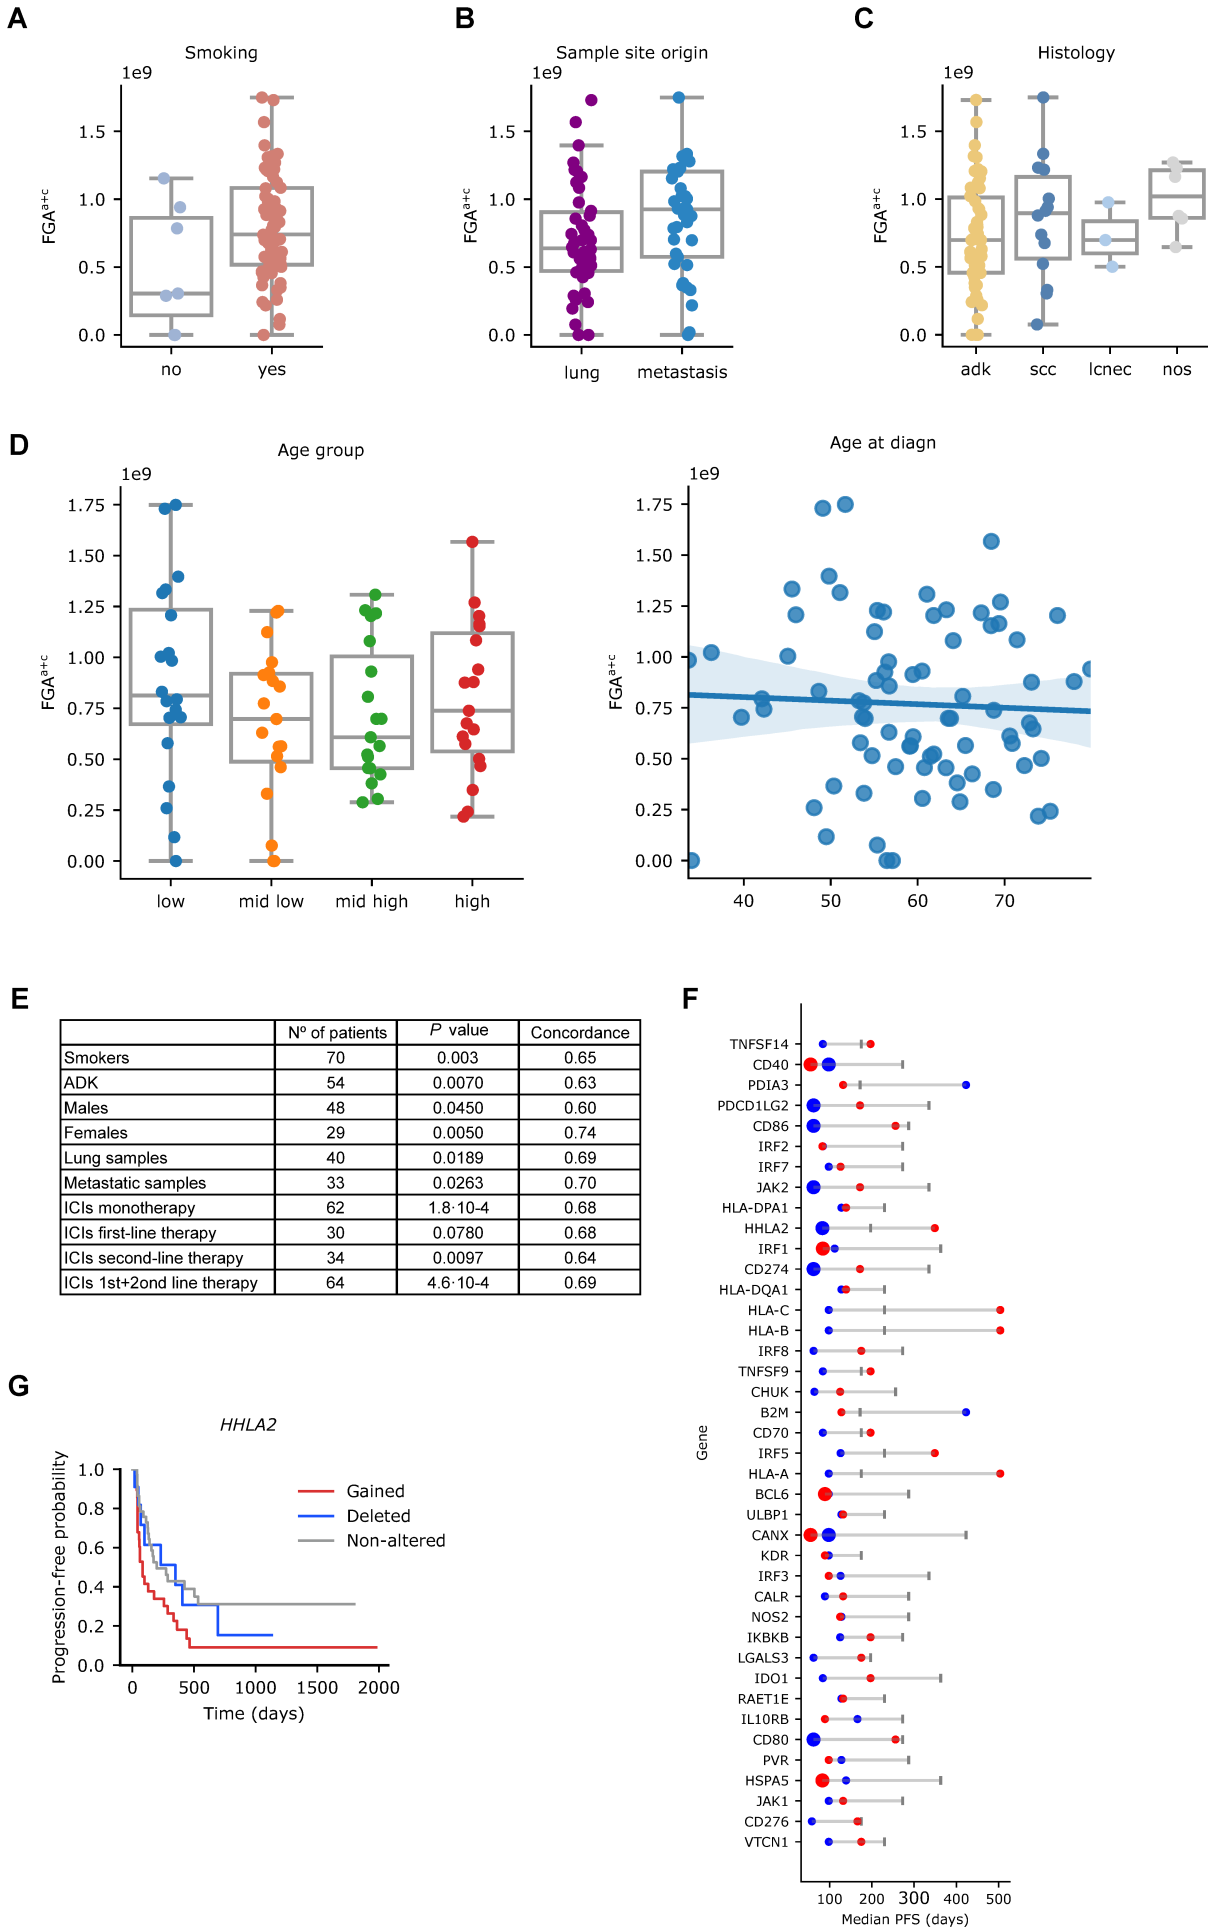 A
Smoking
1e9
FGAa+c
1.5
1.0
0.5
0.0
no
yes
B
Sample site origin
1e9
FGAa+c
1.5
1.0
0.5
0.0
lung
metastasis
C
Histology
1e9
FGAa+c
1.5
1.0
0.5
0.0
adk
scc
lcnec
nos
D
Age group
1e9
FGAa+c
1.75
1.50
1.25
1.00
0.75
0.50
0.25
0.00
low
mid low
mid high
high
Age at diagn
1e9
FGAa+c
1.75
1.50
1.25
1.00
0.75
0.50
0.25
0.00
40 50 60 70
E
Nº of patients P value Concordance
Smokers 70 0.003 0.65
ADK 54 0.0070 0.63
Males 48 0.0450 0.60
Females 29 0.0050 0.74
Lung samples 40 0.0189 0.69
Metastatic samples 33 0.0263 0.70
ICIs monotherapy 62 1.8·10-4 0.68
ICIs first-line therapy 30 0.0780 0.68
ICIs second-line therapy 34 0.0097 0.64
ICIs 1st+2ond line therapy 64 4.6·10-4 0.69
F
Gene
TNFSF14
CD40
PDIA3
PDCD1LG2
CD86
IRF2
IRF7
JAK2
HLA-DPA1
HHLA2
IRF1
CD274
HLA-DQA1
HLA-C
HLA-B
IRF8
TNFSF9
CHUK
B2M
CD70
IRF5
HLA-A
BCL6
ULBP1
CANX
KDR
IRF3
CALR
NOS2
IKBKB
LGALS3
IDO1
RAET1E
IL10RB
CD80
PVR
HSPA5
JAK1
CD276
VTCN1
100 200 300 400 500
Median PFS (days)
G
HHLA2
Progression-free probability
1.0
0.8
0.6
0.4
0.2
0.0
Gained
Deleted
Non-altered
0 500 1000 1500 2000
Time (days)